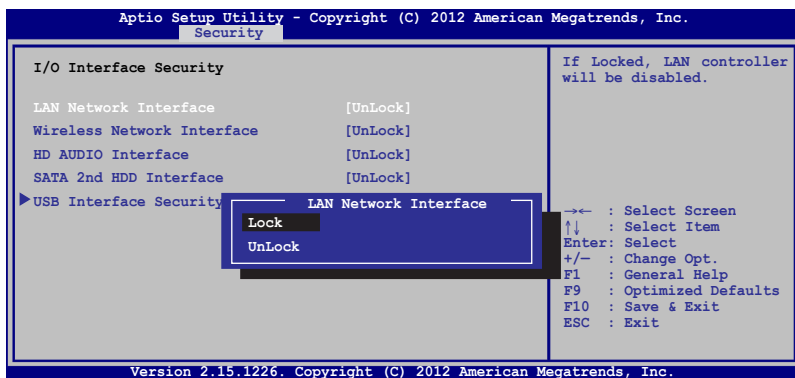 Aptio Setup Utility - Copyright (C) 2012 American Megatrends, Inc.
Security
I/O Interface Security
LAN Network Interface [UnLock]
Wireless Network Interface [UnLock]
HD AUDIO Interface [UnLock]
SATA 2nd HDD Interface [UnLock]
USB Interface Security
LAN Network Interface
Lock
UnLock
If Locked, LAN controller
will be disabled.
→← : Select Screen
↑↓ : Select Item
Enter: Select
+/— : Change Opt.
F1 : General Help
F9 : Optimized Defaults
F10 : Save & Exit
ESC : Exit
Version 2.15.1226. Copyright (C) 2012 American Megatrends, Inc.